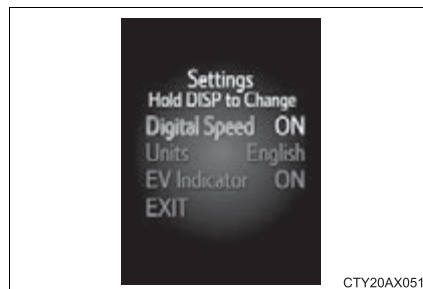 Settings
Hold DISP to Change
Digital Speed ON
Units English
EV Indicator ON
EXIT
CTY20AX051